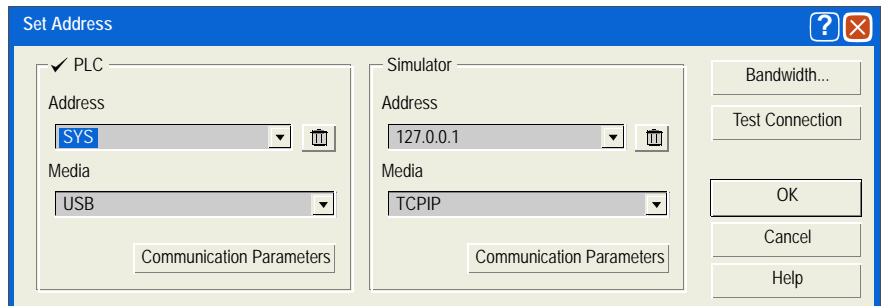 Set Address
?
✓ PLC
Address
SYS
Media
USB
Communication Parameters
Simulator
Address
127.0.0.1
Media
TCPIP
Communication Parameters
Bandwidth...
Test Connection
OK
Cancel
Help